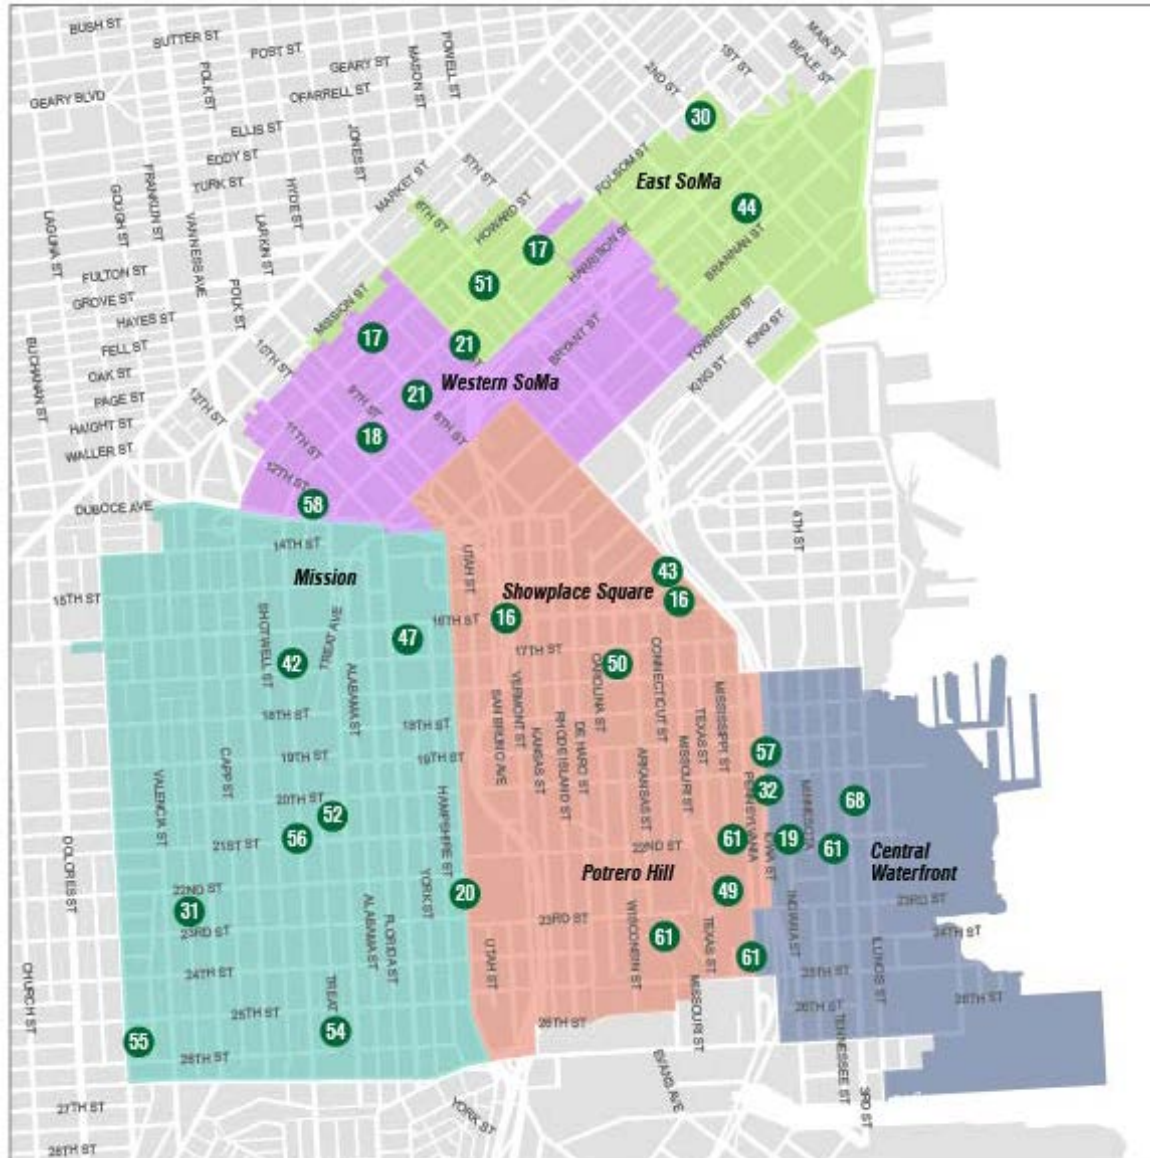 BUSH ST
SUTTER ST
POST ST
GEARY ST
GEARY BLVD
OFARRELL ST
ELLIS ST
EDDY ST
TURK ST
POLK ST
MASON ST
POWELL ST
JONES ST
HYDE ST
LARKIN ST
FRANKLIN ST
GOUGH ST
VAN NESS AVE
LAGUNA ST
FULTON ST
GROVE ST
HAYES ST
FELL ST
OAK ST
PAGE ST
HAIGHT ST
WALLER ST
BUCHANAN ST
POLK ST
DUBOCE AVE
MARKET ST
MAIN ST
BEALE ST
1ST ST
2ND ST
30
FOLSOM ST
East SoMa
44
BRANNAN ST
5TH ST
6TH ST
HOWARD ST
17
HARRISON ST
51
MISSION ST
17
21
BRYANT ST
TOWNSEND ST
KING ST
KING ST
Western SoMa
10TH ST
12TH ST
21
9TH ST
8TH ST
18
11TH ST
12TH ST
58
14TH ST
4TH ST
Mission
UTAH ST
Showplace Square
43
16
15TH ST
SHOTWELL ST
TREAT AVE
47
16TH ST
16
17TH ST
42
ALABAMA ST
50
CAROLINA ST
CONNECTICUT ST
VERMONT ST
SAN BRUNO AVE
KANSAS ST
RHODE ISLAND ST
DE HARO ST
ARKANSAS ST
MISSOURI ST
TEXAS ST
MISSISSIPPI ST
PENNSYLVANIA
18TH ST
18TH ST
19TH ST
19TH ST
57
32
68
MINNESOTA
CAPP ST
VALENCIA ST
20TH ST
52
HAMPSHIRE ST
56
21ST ST
22ND ST
61
19
61
IOWA ST
Central
Waterfront
Potrero Hill
DOLORES ST
22ND ST
31
23RD ST
YORK ST
20
49
23RD ST
23RD ST
WISCONSIN ST
61
TEXAS ST
61
INDIANA ST
24TH ST
ALABAMA ST
FLORIDA ST
UTAH ST
24TH ST
25TH ST
ILLINOIS ST
CHURCH ST
TREAT
54
25TH ST
26TH ST
MISSOURI ST
26TH ST
26TH ST
TENNESSEE ST
55
26TH ST
EVANS AVE
3RD ST
27TH ST
YORK ST
28TH ST